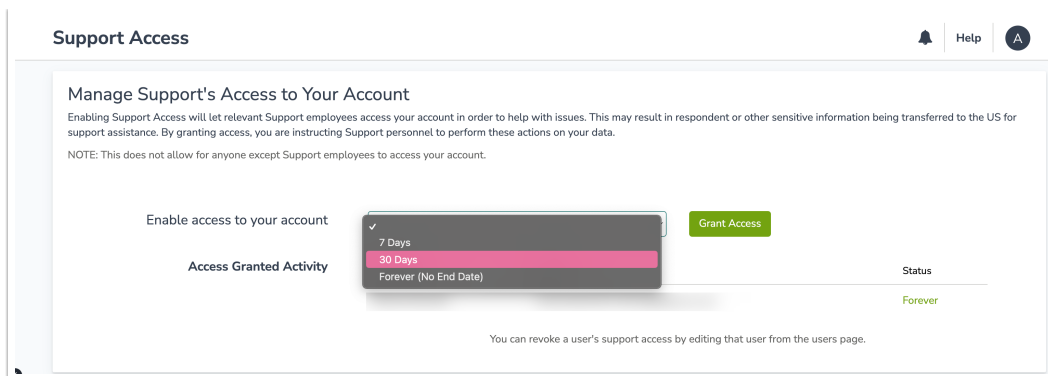 Support Access
Help
A
Manage Support's Access to Your Account
Enabling Support Access will let relevant Support employees access your account in order to help with issues. This may result in respondent or other sensitive information being transferred to the US for
support assistance. By granting access, you are instructing Support personnel to perform these actions on your data.
NOTE: This does not allow for anyone except Support employees to access your account.
Enable access to your account
Grant Access
7 Days
30 Days
Forever (No End Date)
Access Granted Activity
Status
Forever
You can revoke a user's support access by editing that user from the users page.